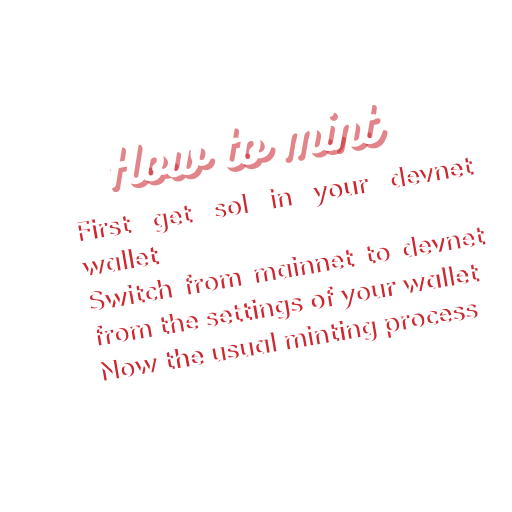 How to mint
First get sol in your devnet
wallet
Switch from mainnet to devnet
from the settings of your wallet
Now the usual minting process